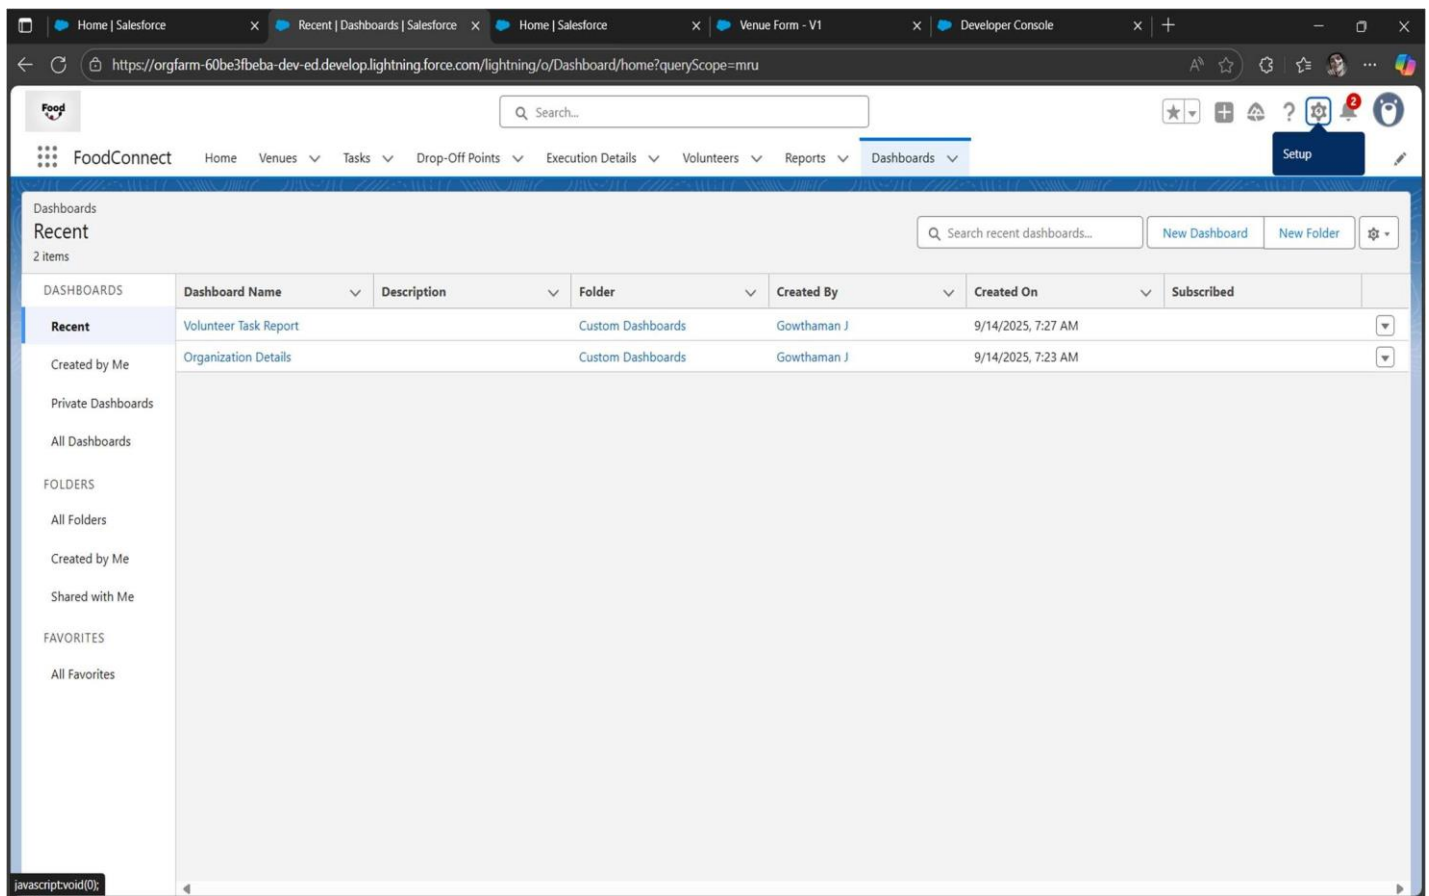 Home | Salesforce
Recent | Dashboards | Salesforce
Home | Salesforce
Venue Form - V1
Developer Console
https://orgfarm-60be3fbeba-dev-ed.develop.lightning.force.com/lightning/o/Dashboard/home?queryScope=mru
Food
Search...
2
FoodConnect
Home
Venues
Tasks
Drop-Off Points
Execution Details
Volunteers
Reports
Dashboards
Setup
Dashboards
Recent
2 items
Search recent dashboards...
New Dashboard
New Folder
DASHBOARDS
Recent
Created by Me
Private Dashboards
All Dashboards
FOLDERS
All Folders
Created by Me
Shared with Me
FAVORITES
All Favorites
Dashboard Name Description Folder Created By Created On Subscribed
Volunteer Task Report Custom Dashboards Gowthaman J 9/14/2025, 7:27 AM
Organization Details Custom Dashboards Gowthaman J 9/14/2025, 7:23 AM
javascript:void(0);